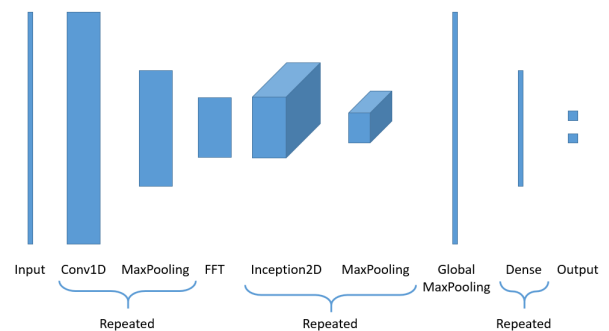 Input Conv1D MaxPooling FFT Inception2D MaxPooling Global MaxPooling Dense Output
Repeated Repeated Repeated